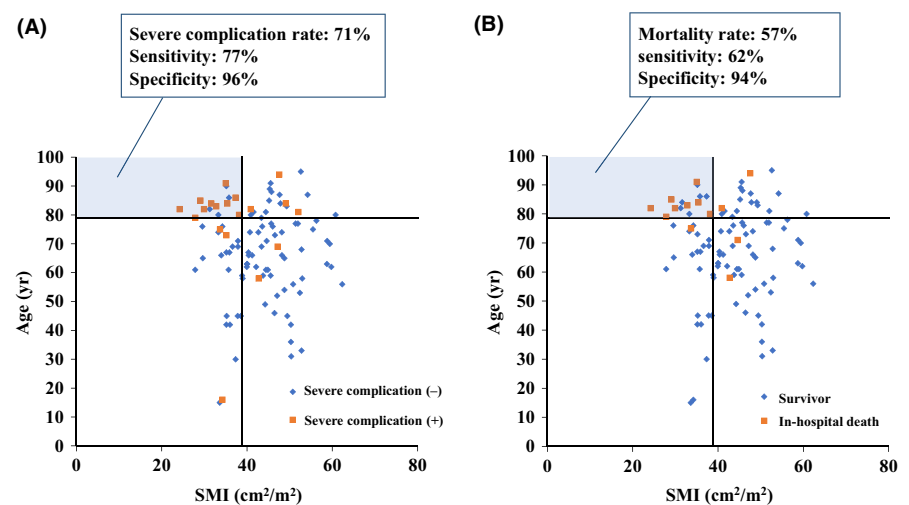 (A)
Severe complication rate: 71%
Sensitivity: 77%
Specificity: 96%
100
90
80
70
60
50
40
30
20
10
0
Age (yr)
Severe complication (–)
Severe complication (+)
0 20 40 60 80
SMI (cm²/m²)
(B)
Mortality rate: 57%
sensitivity: 62%
Specificity: 94%
100
90
80
70
60
50
40
30
20
10
0
Age (yr)
Survivor
In-hospital death
0 20 40 60 80
SMI (cm²/m²)